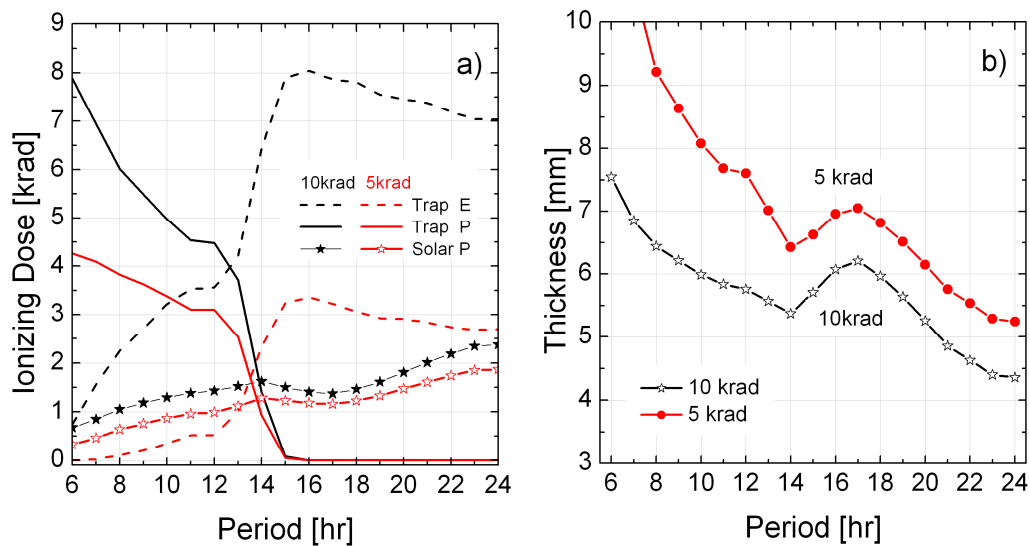 9
8
7
6
5
4
3
2
1
0
Ionizing Dose [krad]
a)
10krad 5krad
Trap E
Trap P
Solar P
6 8 10 12 14 16 18 20 22 24
Period [hr]
10
9
8
7
6
5
4
3
Thickness [mm]
b)
5 krad
10krad
10 krad
5 krad
6 8 10 12 14 16 18 20 22 24
Period [hr]